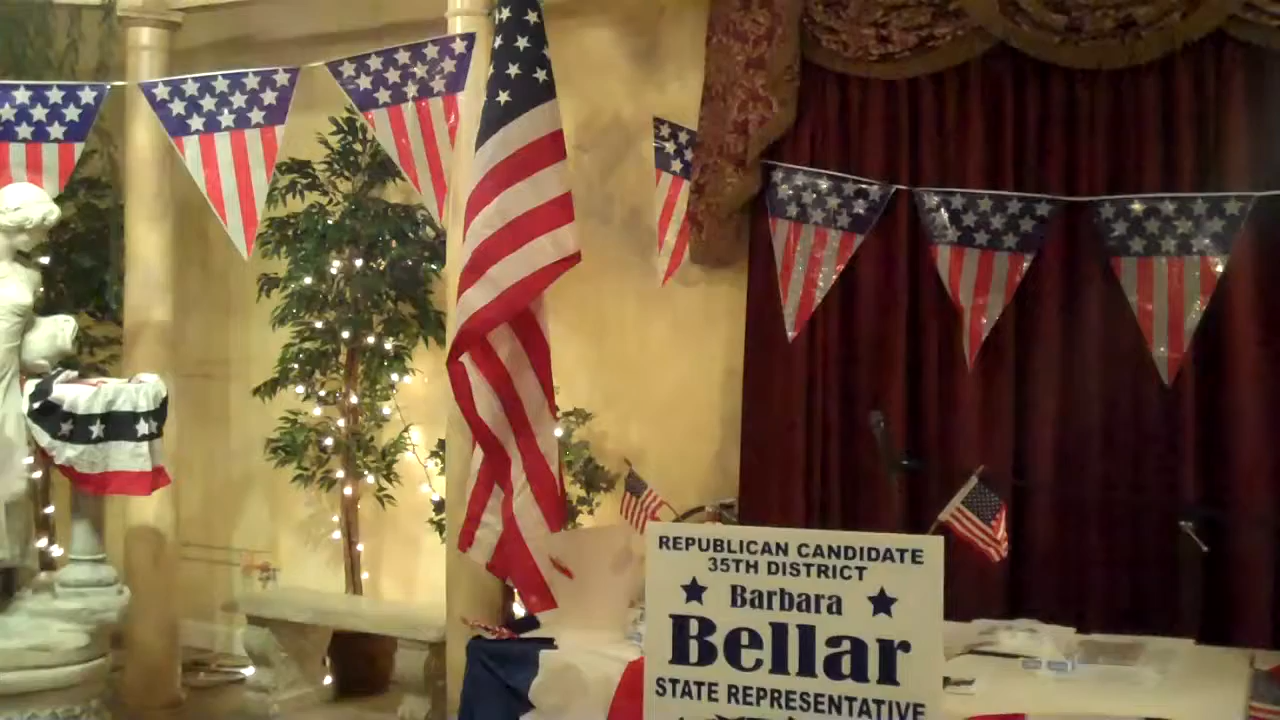 REPUBLICAN CANDIDATE
35TH DISTRICT
Barbara
Bellar
STATE REPRESENTATIVE